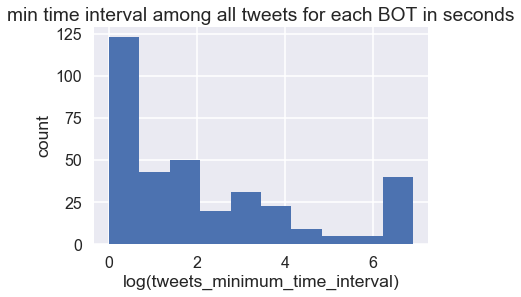 min time interval among all tweets for each BOT in seconds
125
100
75
50
25
0
count
0 2 4 6
log(tweets_minimum_time_interval)